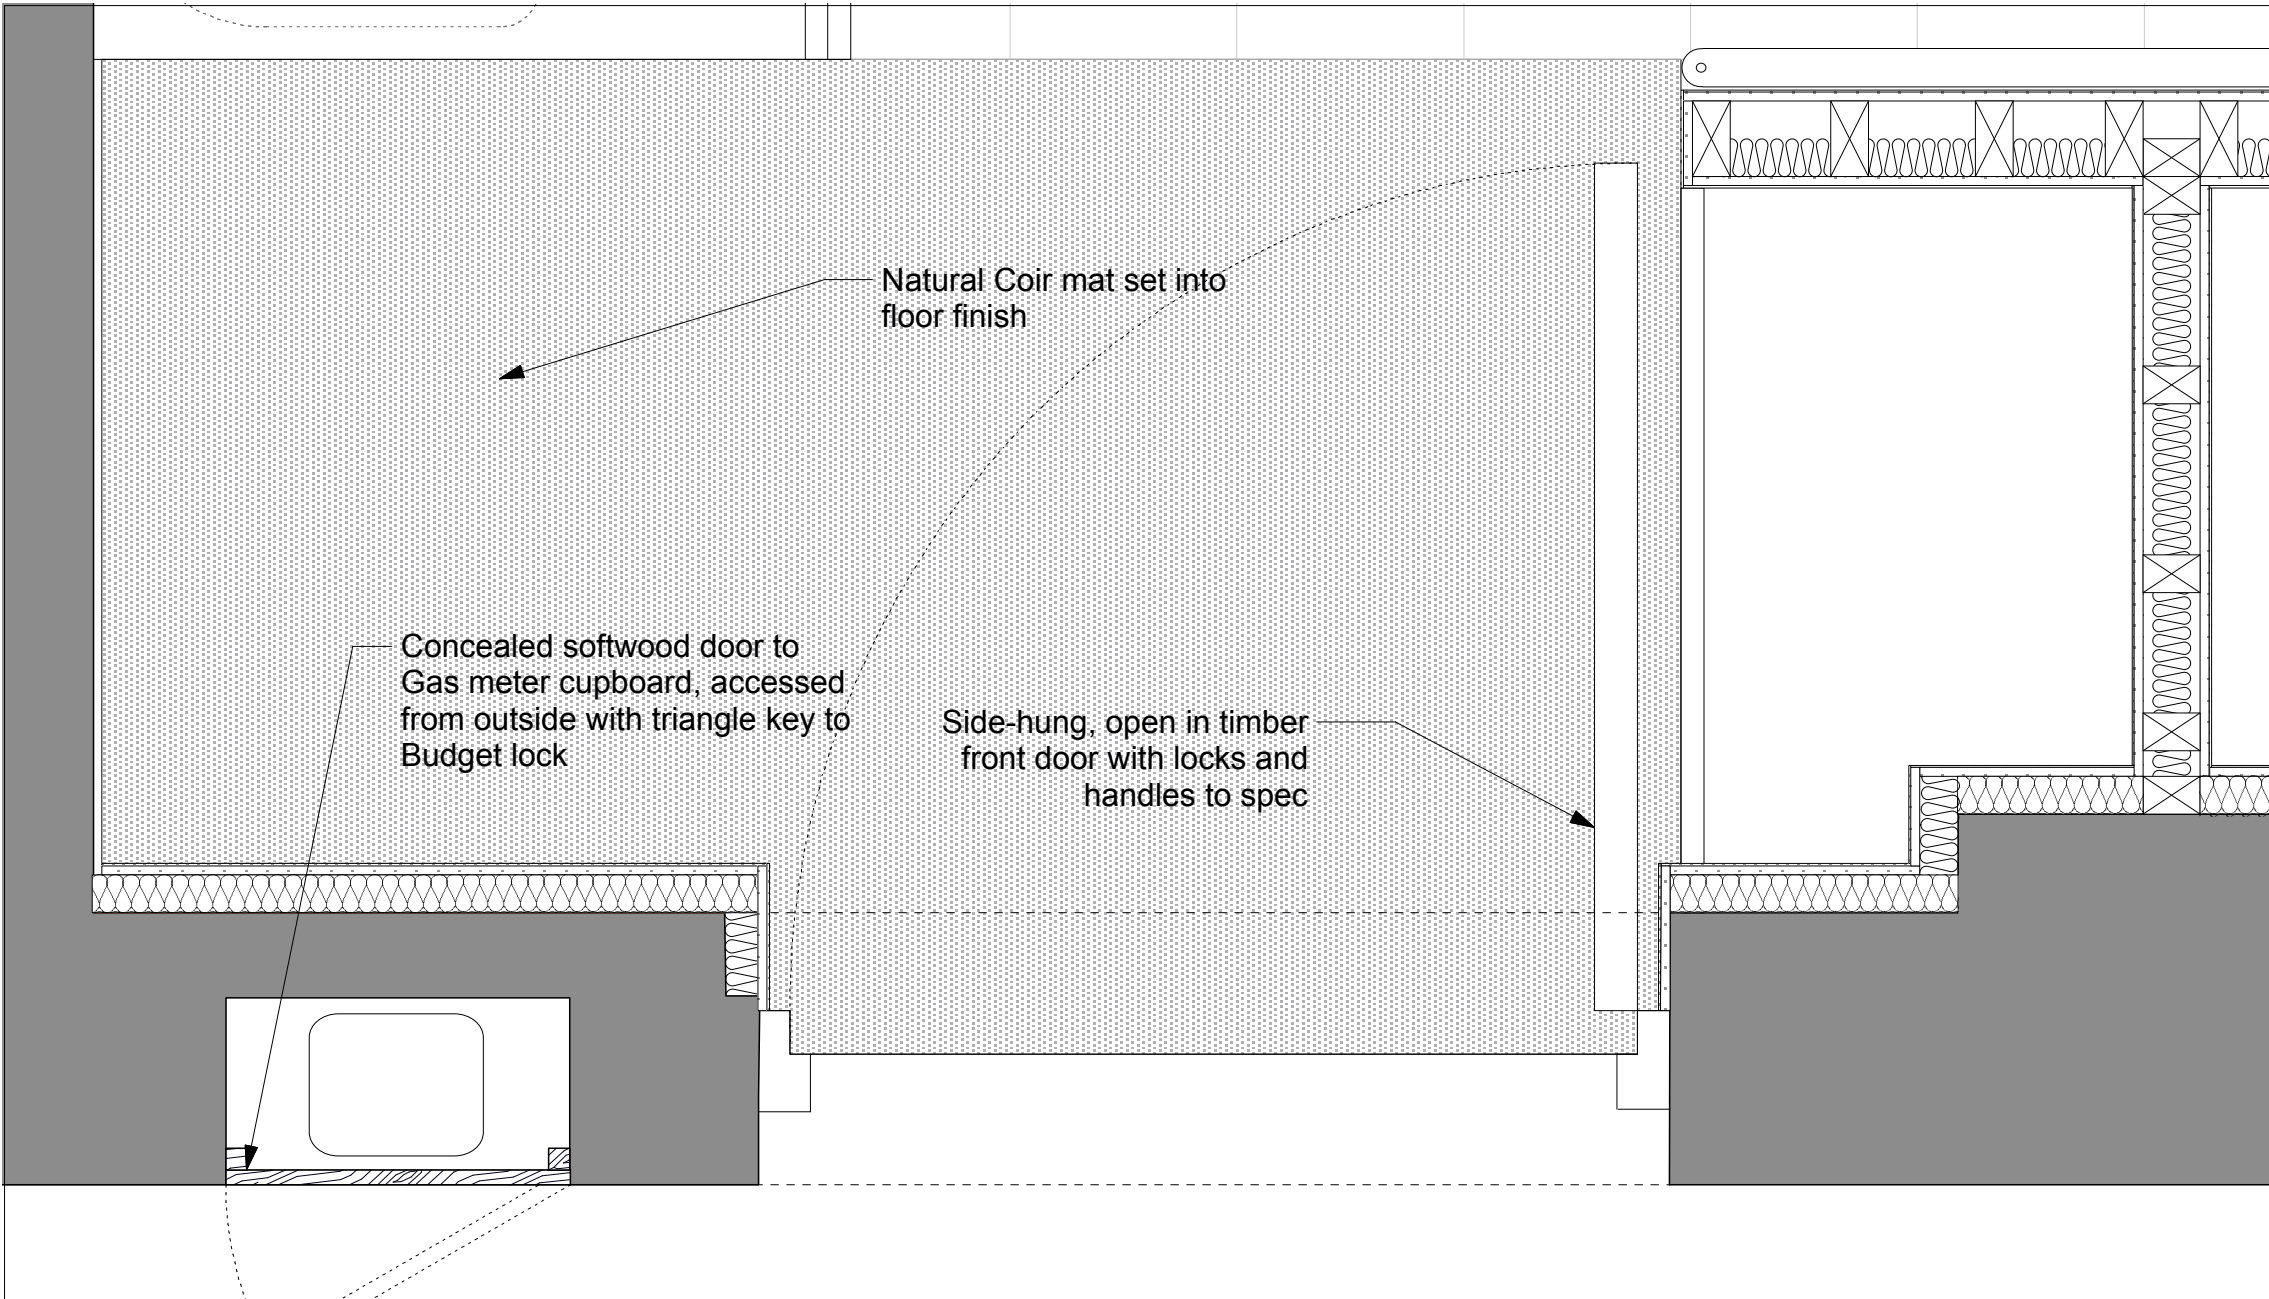 Natural Coir mat set into
floor finish
Concealed softwood door to
Gas meter cupboard, accessed
from outside with triangle key to
Budget lock
Side-hung, open in timber
front door with locks and
handles to spec